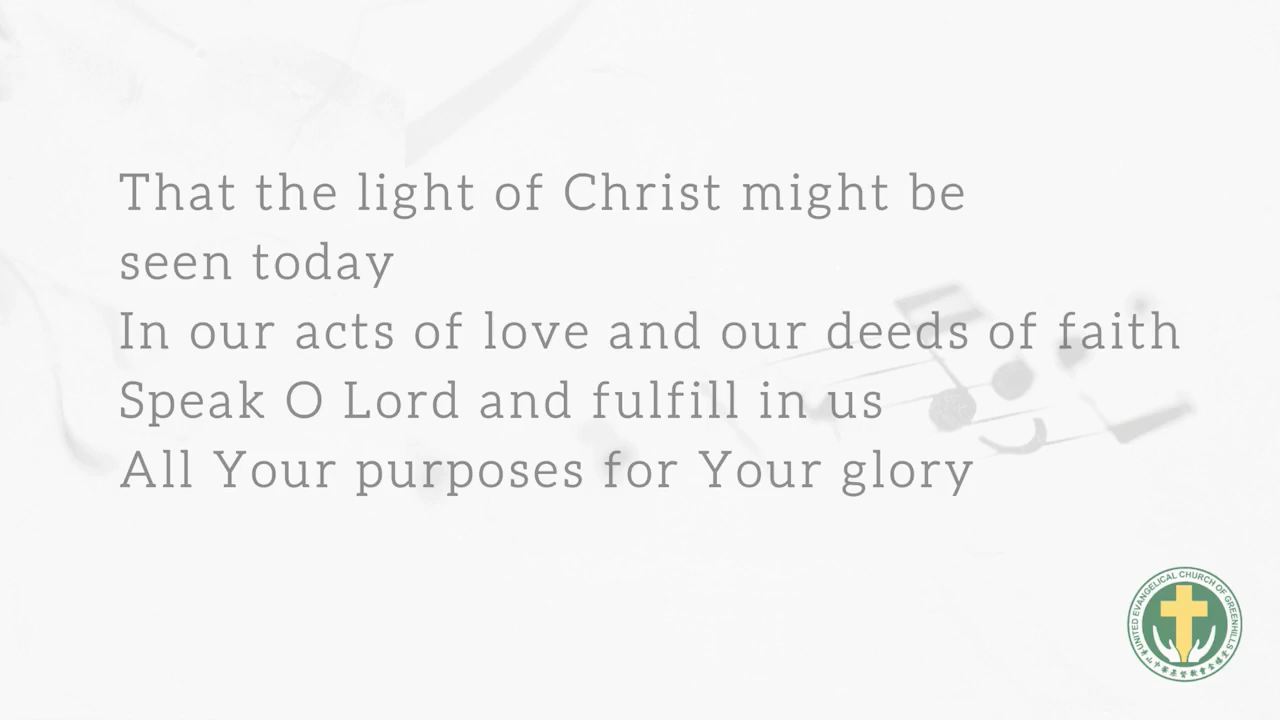 That the light of Christ might be
seen today
In our acts of love and our deeds of faith
Speak O Lord and fulfill in us
All Your purposes for Your glory
UNITED EVANGELICAL CHURCH OF GREENHILLS